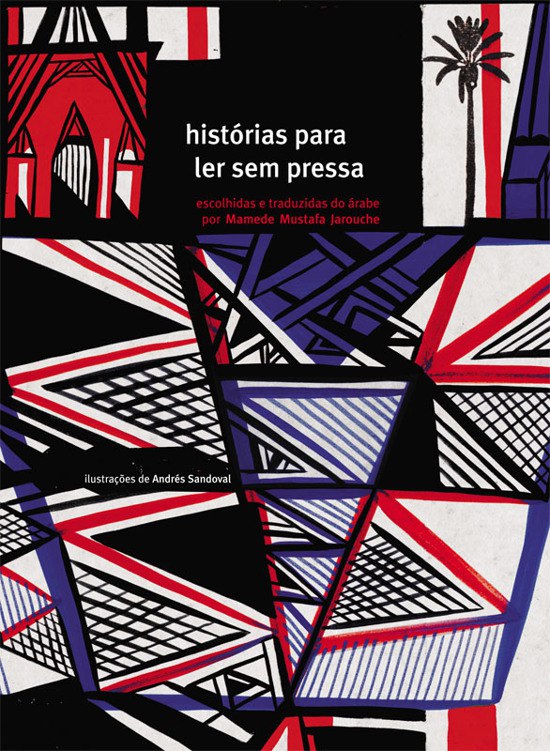 histórias para
ler sem pressa
escolhidas e traduzidas do árabe
por Mamede Mustafa Jarouche
ilustrações de Andrés Sandoval